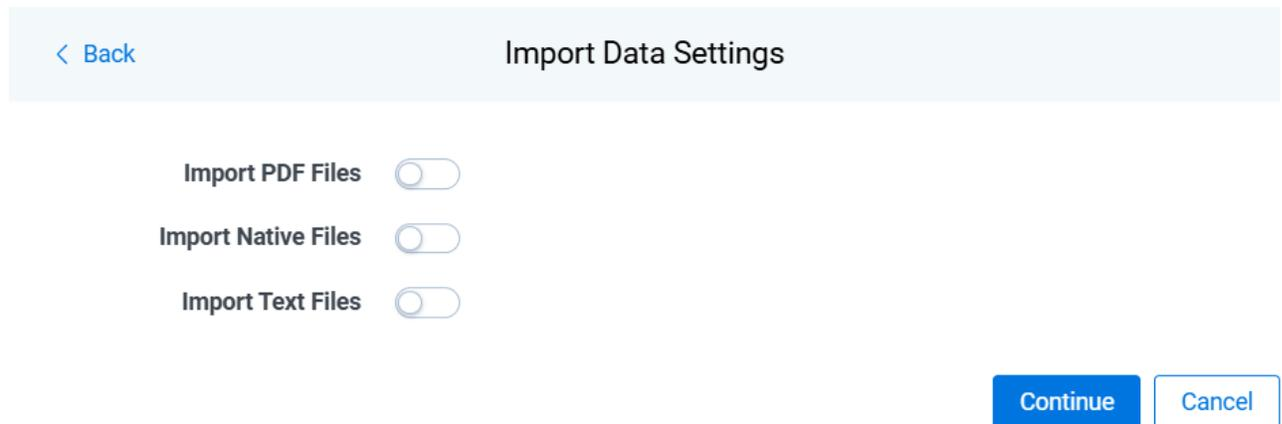 Back
Import Data Settings
Import PDF Files
Import Native Files
Import Text Files
Continue
Cancel